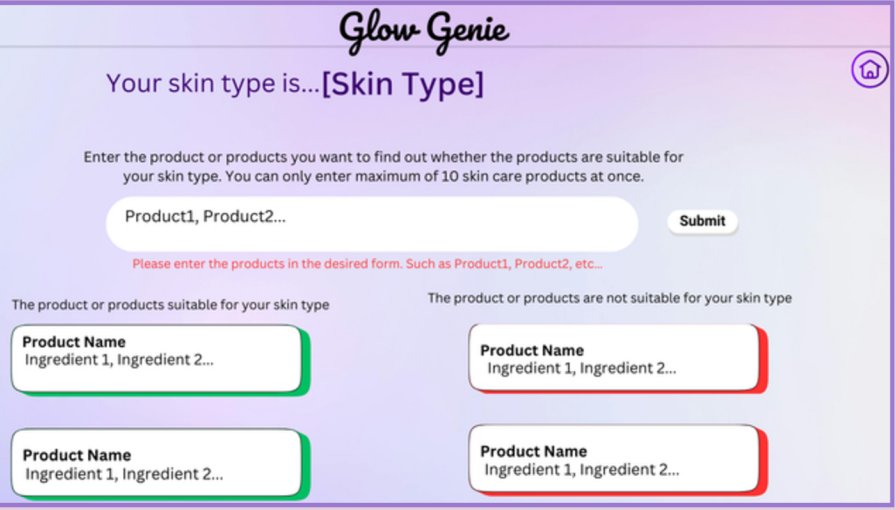 Glow Genie
Your skin type is...[Skin Type]
Enter the product or products you want to find out whether the products are suitable for
your skin type. You can only enter maximum of 10 skin care products at once.
Product1, Product2...
Submit
Please enter the products in the desired form. Such as Product1, Product2, etc...
The product or products suitable for your skin type
Product Name
Ingredient 1, Ingredient 2...
Product Name
Ingredient 1, Ingredient 2...
The product or products are not suitable for your skin type
Product Name
Ingredient 1, Ingredient 2...
Product Name
Ingredient 1, Ingredient 2...